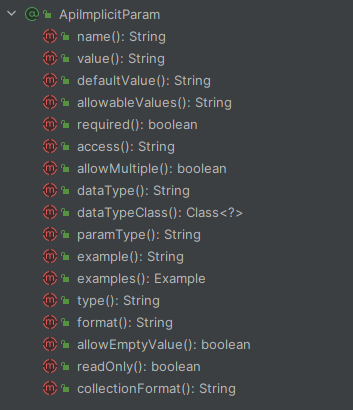 ApiImplicitParam
name(): String
value(): String
defaultValue(): String
allowableValues(): String
required(): boolean
access(): String
allowMultiple(): boolean
dataType(): String
dataTypeClass(): Class<?>
paramType(): String
example(): String
examples(): Example
type(): String
format(): String
allowEmptyValue(): boolean
readOnly(): boolean
collectionFormat(): String